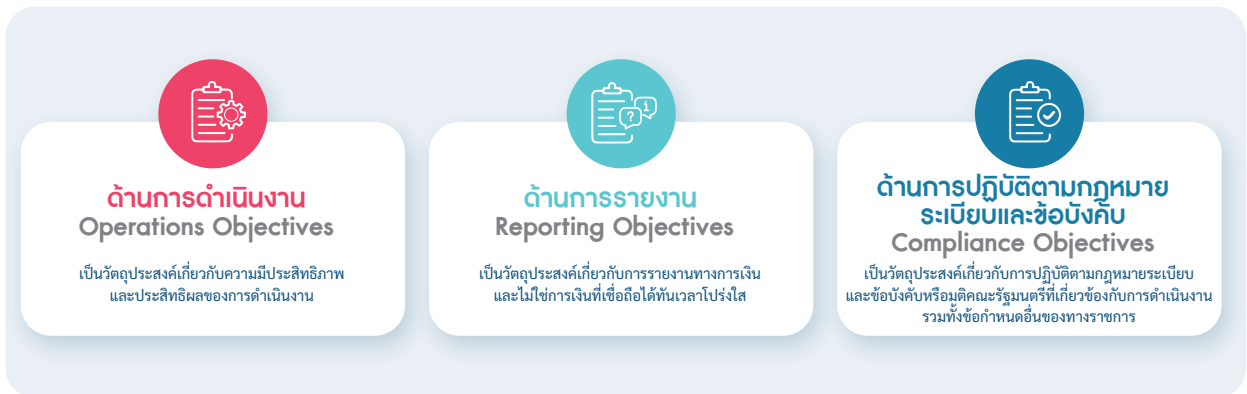 ด้านการดำเนินงาน
Operations Objectives
เป็นวัตถุประสงค์เกี่ยวกับความมีประสิทธิภาพ
และประสิทธิผลของการดำเนินงาน
ด้านการรายงาน
Reporting Objectives
เป็นวัตถุประสงค์เกี่ยวกับการรายงานทางการเงิน
และไม่ใช่การเงินที่เชื่อถือได้ทันเวลาโปร่งใส
ด้านการปฏิบัติตามกฎหมาย
ระเบียบและข้อบังคับ
Compliance Objectives
เป็นวัตถุประสงค์เกี่ยวกับการปฏิบัติตามกฎหมายระเบียบ
และข้อบังคับหรือมติคณะรัฐมนตรีที่เกี่ยวข้องกับการดำเนินงาน
รวมทั้งข้อกำหนดอื่นของทางราชการ